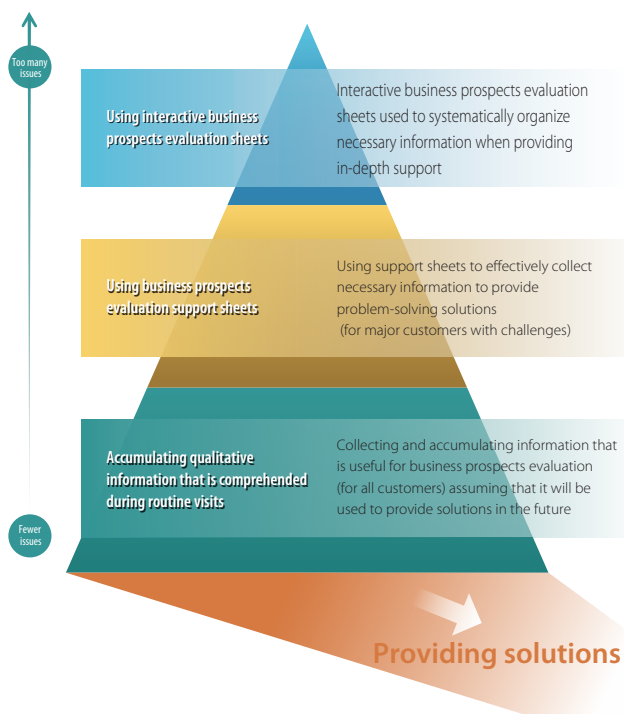 Too many
issues
Using interactive business
prospects evaluation sheets
Interactive business prospects evaluation
sheets used to systematically organize
necessary information when providing
in-depth support
Using business prospects
evaluation support sheets
Using support sheets to effectively collect
necessary information to provide
problem-solving solutions
(for major customers with challenges)
Accumulating qualitative
information that is comprehended
during routine visits
Collecting and accumulating information that
is useful for business prospects evaluation
(for all customers) assuming that it will be
used to provide solutions in the future
Fewer
issues
Providing solutions